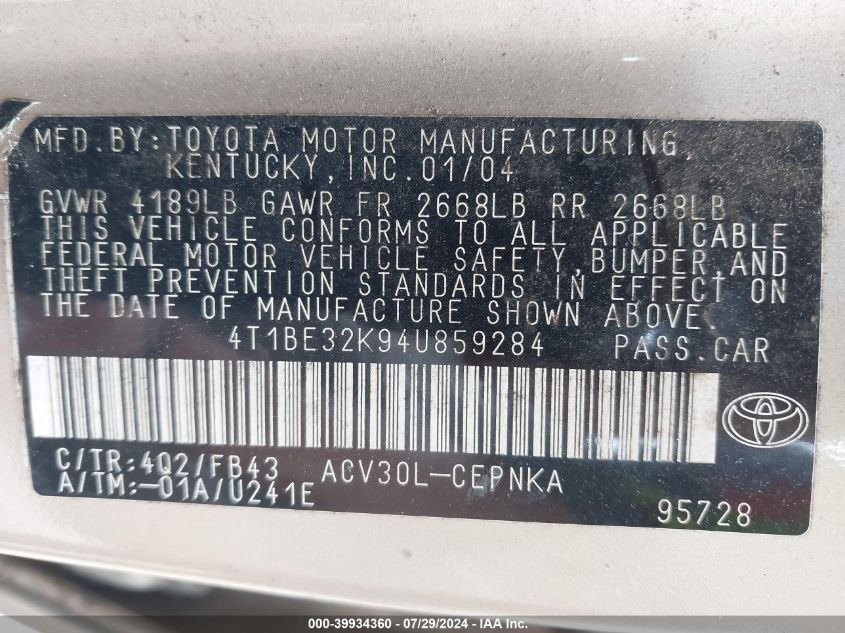 MFD.BY:TOYOTA MOTOR MANUFACTURING,
KENTUCKY,INC.01/04
GVWR 4189LB GAWR FR 2668LB RR 2668LB
THIS VEHICLE CONFORMS TO ALL APPLICABLE
FEDERAL MOTOR VEHICLE SAFETY,BUMPER,AND
THEFT PREVENTION STANDARDS IN EFFECT ON
THE DATE OF MANUFACTURE SHOWN ABOVE.
4T1BE32K94U859284 PASS.CAR
C/TR:4Q2/FB43 ACV30L-CEPNKA
A/TM:-01A/U241E
95728
000-39934360 - 07/29/2024 - IMPACT AUCTIONS, INC.